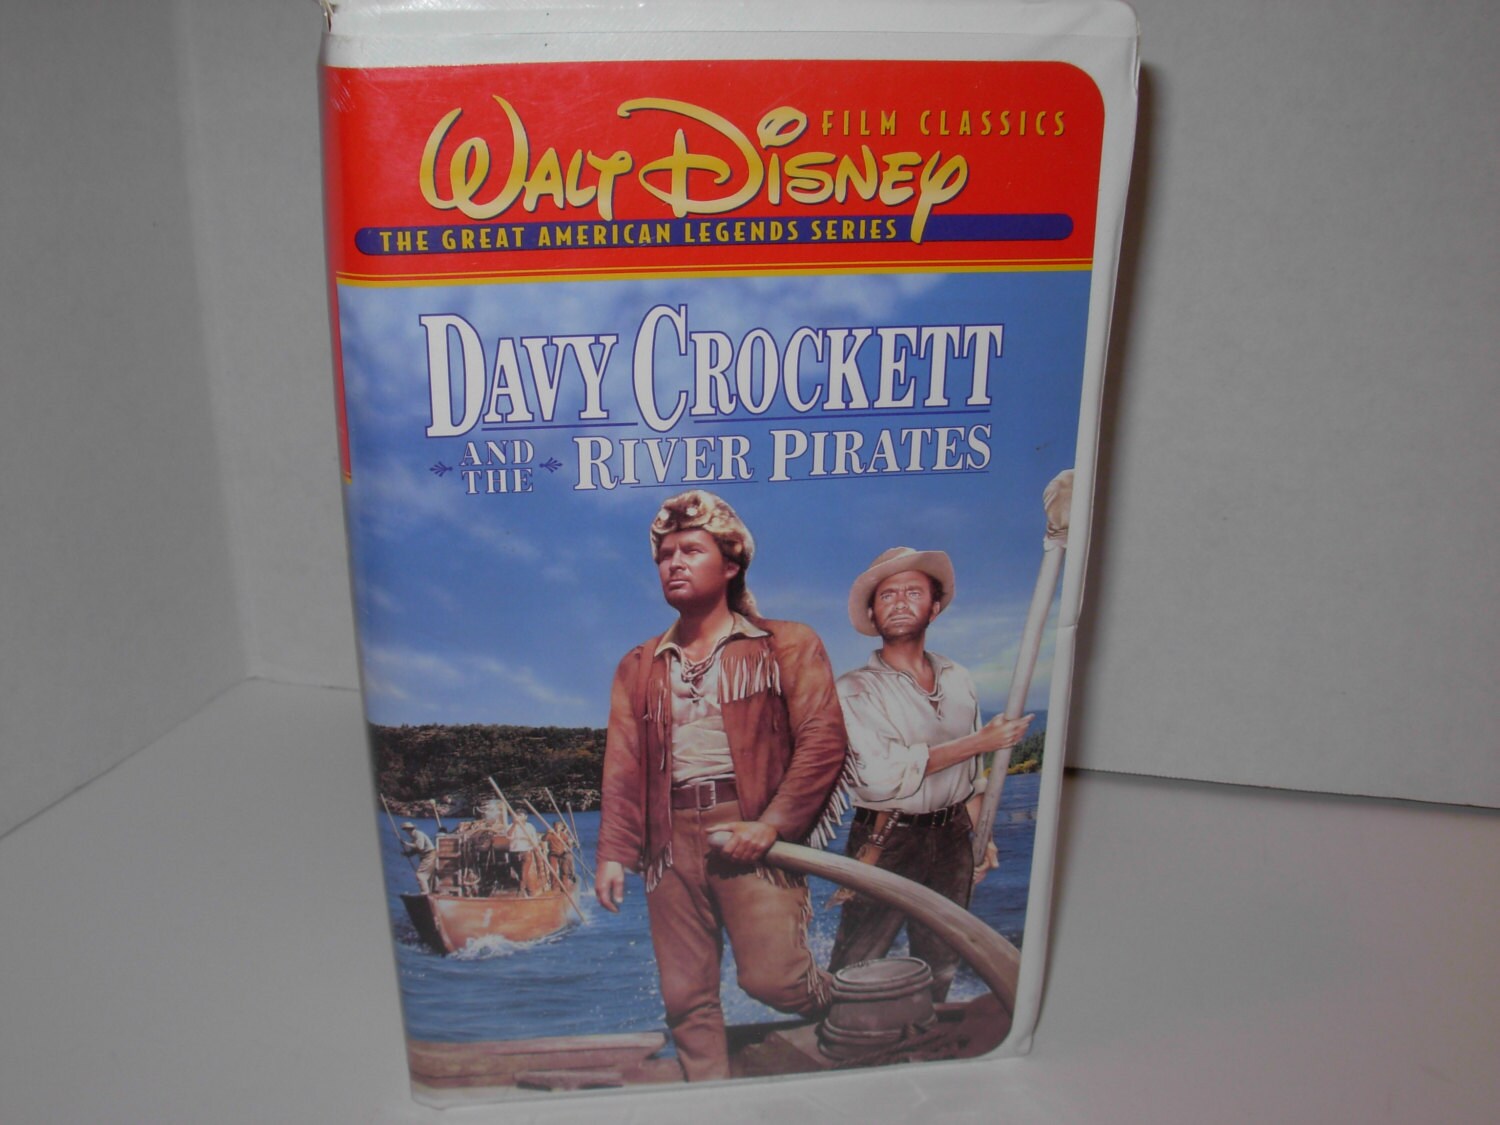 FILM CLASSICS
WALT DISNEY
THE GREAT AMERICAN LEGENDS SERIES
DAVY CROCKETT
AND THE RIVER PIRATES